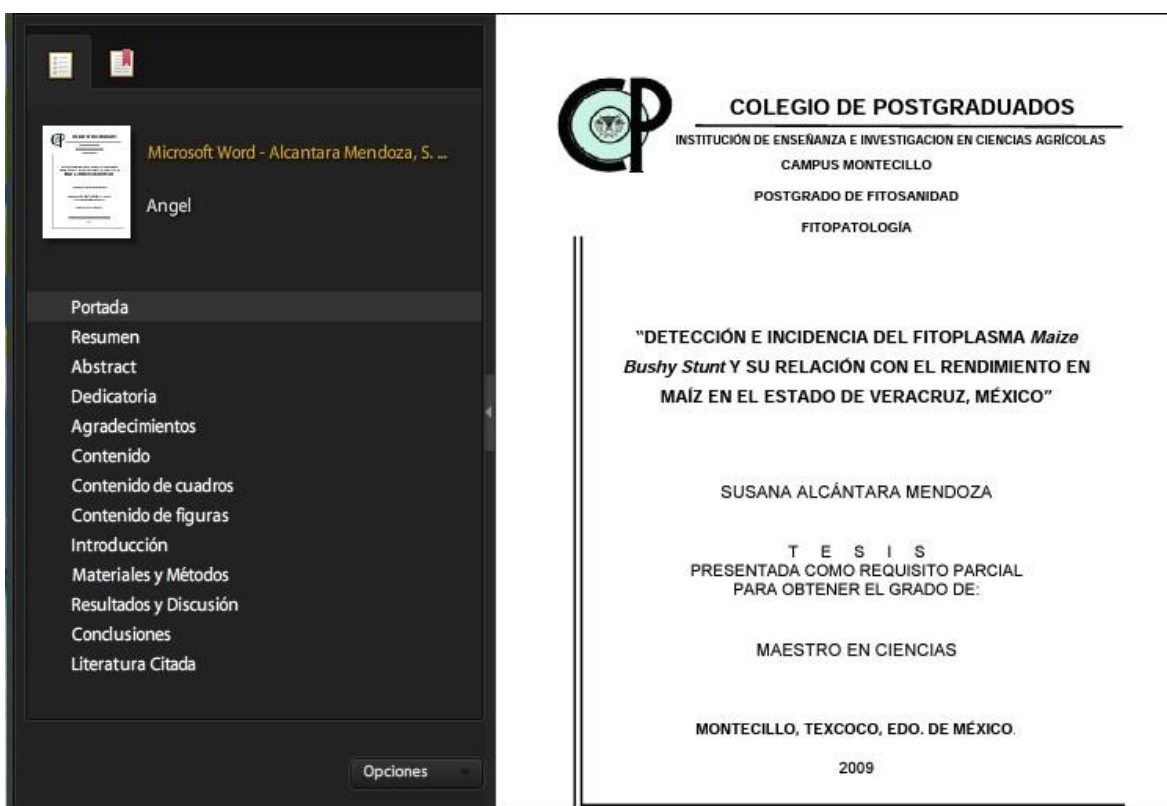 Microsoft Word - Alcantara Mendoza, S. ...
Angel
Portada
Resumen
Abstract
Dedicatoria
Agradecimientos
Contenido
Contenido de cuadros
Contenido de figuras
Introducción
Materiales y Métodos
Resultados y Discusión
Conclusiones
Literatura Citada
Opciones
CP
COLEGIO DE POSTGRADUADOS
INSTITUCIÓN DE ENSEÑANZA E INVESTIGACION EN CIENCIAS AGRÍCOLAS
CAMPUS MONTECILLO
POSTGRADO DE FITOSANIDAD
FITOPATOLOGÍA
“DETECCIÓN E INCIDENCIA DEL FITOPLASMA Maize
Bushy Stunt Y SU RELACIÓN CON EL RENDIMIENTO EN
MAÍZ EN EL ESTADO DE VERACRUZ, MÉXICO”
SUSANA ALCÁNTARA MENDOZA
T E S I S
PRESENTADA COMO REQUISITO PARCIAL
PARA OBTENER EL GRADO DE:
MAESTRO EN CIENCIAS
MONTECILLO, TEXCOCO, EDO. DE MÉXICO.
2009